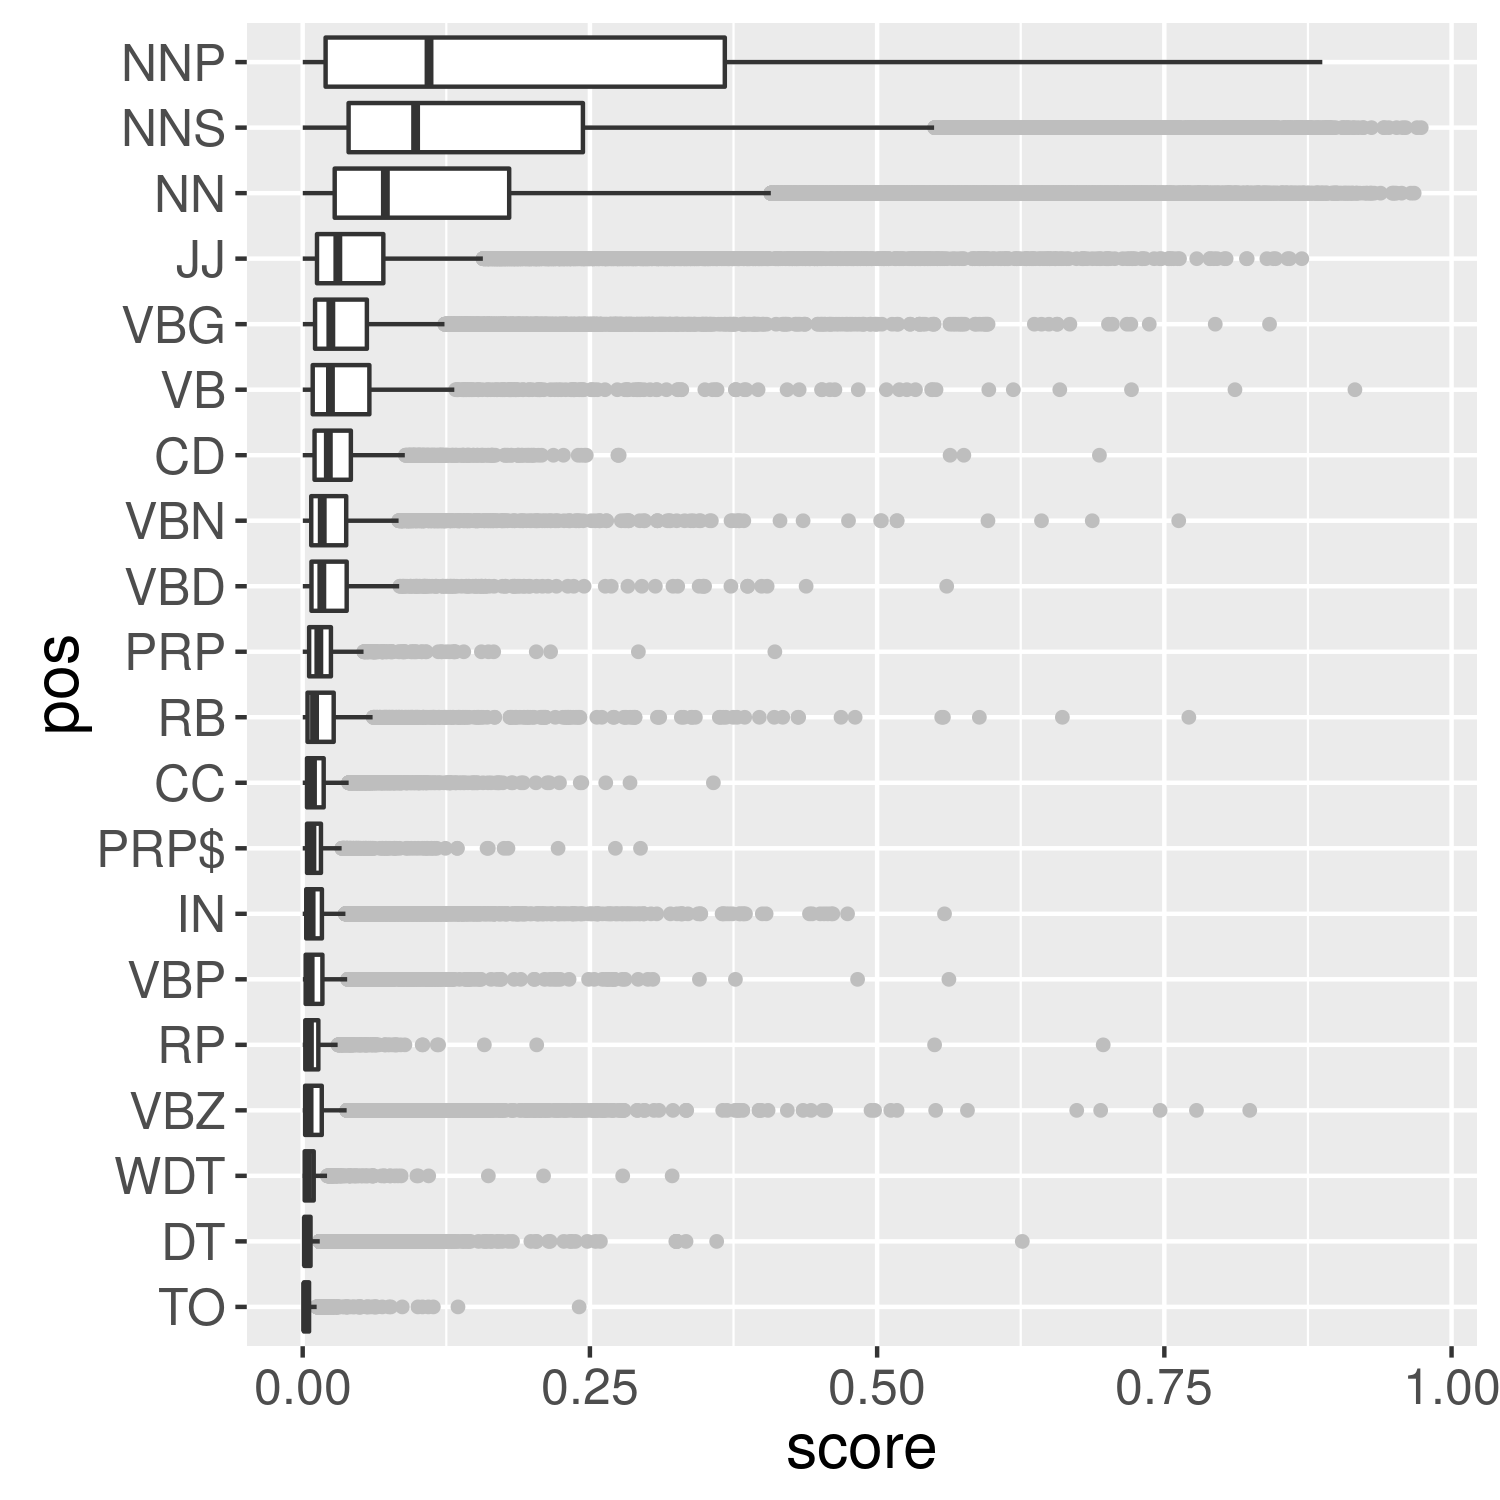 NNP
NNS
NN
JJ
VBG
VB
CD
VBN
VBD
PRP
RB
CC
PRP$
IN
VBP
RP
VBZ
WDT
DT
TO
pos
0.00 0.25 0.50 0.75 1.00
score